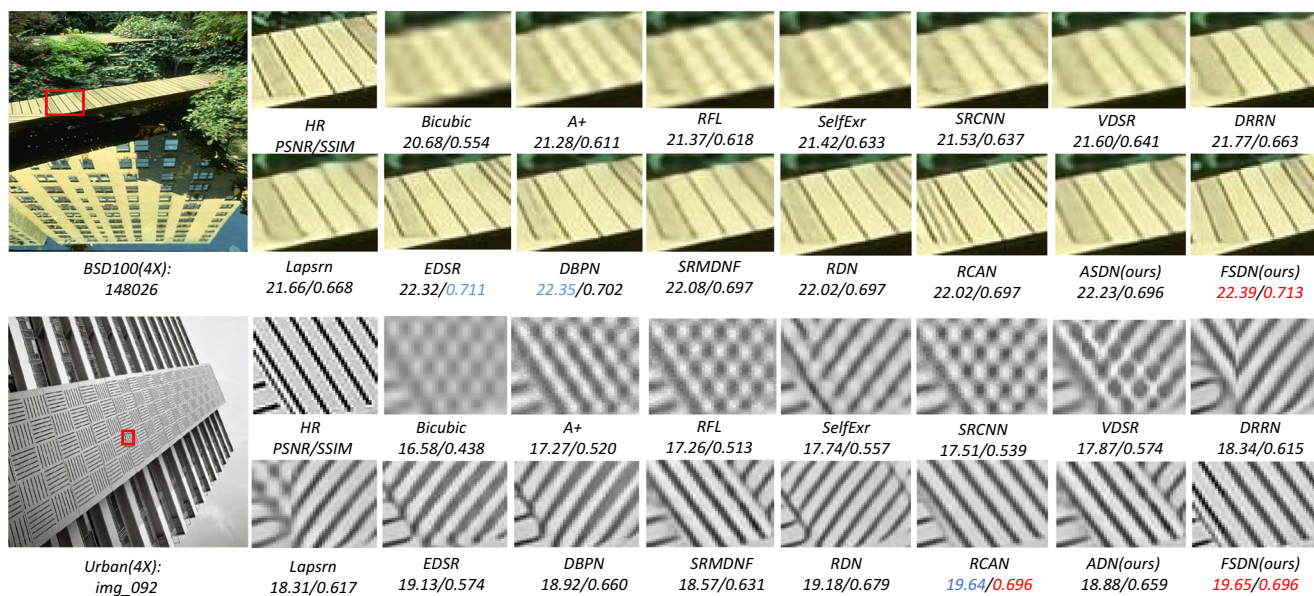 HR Bicubic A+ RFL SelfExr SRCNN VDSR DRRN
PSNR/SSIM 20.68/0.554 21.28/0.611 21.37/0.618 21.42/0.633 21.53/0.637 21.60/0.641 21.77/0.663
BSD100(4X): Lapsrn EDSR DBPN SRMDNF RDN RCAN ASDN(ours) FSDN(ours)
148026 21.66/0.668 22.32/0.711 22.35/0.702 22.08/0.697 22.02/0.697 22.02/0.697 22.23/0.696 22.39/0.713
HR Bicubic A+ RFL SelfExr SRCNN VDSR DRRN
PSNR/SSIM 16.58/0.438 17.27/0.520 17.26/0.513 17.74/0.557 17.51/0.539 17.87/0.574 18.34/0.615
Urban(4X): Lapsrn EDSR DBPN SRMDNF RDN RCAN ADN(ours) FSDN(ours)
img_092 18.31/0.617 19.13/0.574 18.92/0.660 18.57/0.631 19.18/0.679 19.64/0.696 18.88/0.659 19.65/0.696